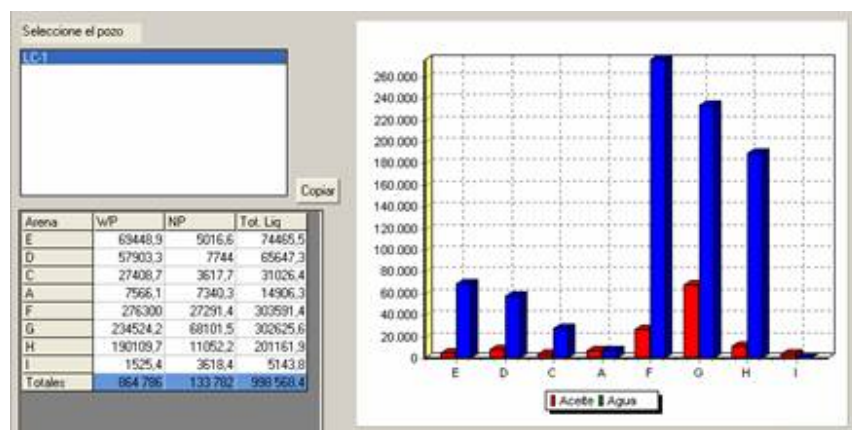 Seleccione el pozo
LC-1
Copiar
Arena WP NP Tot. Liq
E 69448,9 5016,6 74465,5
D 57903,3 7744 65647,3
C 27408,7 3617,7 31026,4
A 7566,1 7340,3 14906,3
F 276300 27291,4 303591,4
G 234524,2 68101,5 302625,6
H 190109,7 11052,2 201161,9
I 1525,4 3618,4 5143,8
Totales 864 786 133 782 998 568,4
260.000
240.000
220.000
200.000
180.000
160.000
140.000
120.000
100.000
80.000
60.000
40.000
20.000
0
E D C A F G H I
Aceite Agua